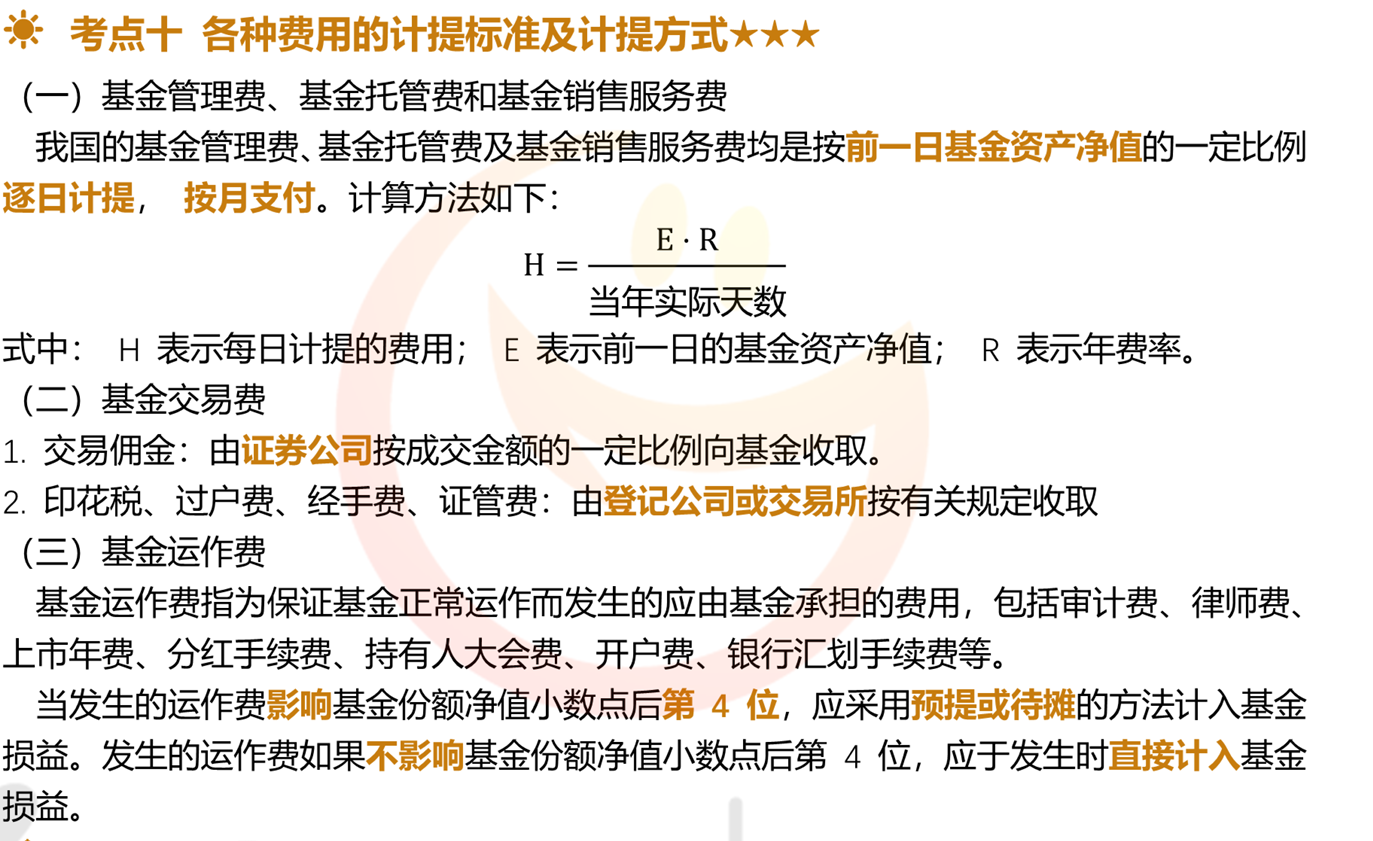 考点十 各种费用的计提标准及计提方式★★★
（一）基金管理费、基金托管费和基金销售服务费
我国的基金管理费、基金托管费及基金销售服务费均是按前一日基金资产净值的一定比例
逐日计提， 按月支付。计算方法如下：
H = E · R / 当年实际天数
式中： H 表示每日计提的费用； E 表示前一日的基金资产净值； R 表示年费率。
（二）基金交易费
1. 交易佣金：由证券公司按成交金额的一定比例向基金收取。
2. 印花税、过户费、经手费、证管费：由登记公司或交易所按有关规定收取
（三）基金运作费
基金运作费指为保证基金正常运作而发生的应由基金承担的费用，包括审计费、律师费、
上市年费、分红手续费、持有人大会费、开户费、银行汇划手续费等。
当发生的运作费影响基金份额净值小数点后第 4 位，应采用预提或待摊的方法计入基金
损益。发生的运作费如果不影响基金份额净值小数点后第 4 位，应于发生时直接计入基金
损益。